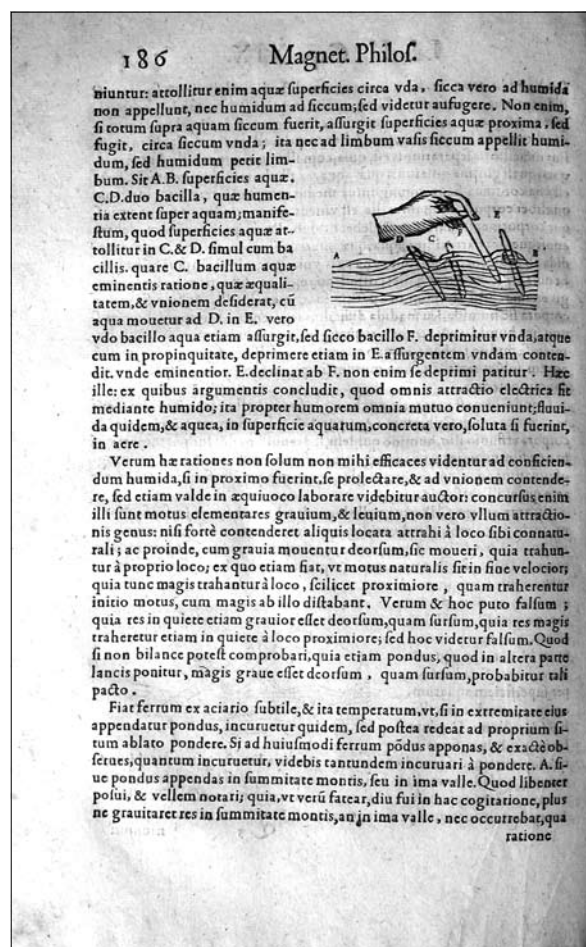 186 Magnet. Philoſ.
niuntur: attollitur enim aquæ ſuperficies circa vda, ſicca vero ad humida
non appellunt, nec humidum ad ſiccum; ſed videtur aufugere. Non enim,
ſi totum ſupra aquam ſiccum fuerit, aſſurgit ſuperficies aquæ proxima, ſed
fugit, circa ſiccum vnda; ita nec ad limbum vaſis ſiccum appellit humi-
dum, ſed humidum petit lim-
bum. Sit A.B. ſuperficies aquæ.
C.D. duo bacilla, quæ humen-
tia extent ſuper aquam; manife-
ſtum, quod ſuperficies aquæ at-
tollitur in C. & D. ſimul cum ba
cillis. quare C. bacillum aquæ
eminentis ratione, quæ æquali-
tatem, & vnionem deſiderat, cū
aqua mouetur ad D. in E. vero
A D C F E B
vdo bacillo aqua etiam aſſurgit, ſed ſicco bacillo F. deprimitur vnda, atque
cum in propinquitate, deprimere etiam in E. aſſurgentem vndam conten-
dit. vnde eminentior. E. declinat ab F. non enim ſe deprimi patitur. Hæc
ille: ex quibus argumentis concludit, quod omnis attractio electrica fit
mediante humido; ita propter humorem omnia mutuo conueniunt; fluui-
da quidem, & aquea, in ſuperficie aquatum, concreta vero, ſoluta ſi fuerint,
in aere.
Verum hæ rationes non ſolum non mihi efficaces videntur ad conficien-
dum humida, ſi in proximo fuerint, ſe prolectare, & ad vnionem contende-
re, ſed etiam valde in æquiuoco laborare videbitur auctor: concurſus enim
illi ſunt motus elementares grauium, & leuium, non vero vllum attractio-
nis genus: niſi fortè contenderet aliquis locata attrahi à loco ſibi connatu-
rali; ac proinde, cum grauia mouentur deorſum, ſic moueri, quia trahun-
tur à proprio loco; ex quo etiam fiat, vt motus naturalis ſit in fine velocior;
quia tunc magis trahantur à loco, ſcilicet proximiore, quam traherentur
initio motus, cum magis ab illo diſtabant. Verum & hoc puto falſum;
quia res in quiete etiam grauior eſſet deorſum, quam ſurſum, quia res magis
traheretur etiam in quiete à loco proximiore; ſed hoc videtur falſum. Quod
ſi non bilance poteſt comprobari, quia etiam pondus, quod in altera parte
lancis ponitur, magis graue eſſet deorſum, quam ſurſum, probabitur tali
pacto.
Fiat ferrum ex aciario ſubtile, & ita temperatum, vt, ſi in extremitate eius
appendatur pondus, incuruetur quidem, ſed poſtea redeat ad proprium ſi-
tum ablato pondere. Si ad huiuſmodi ferrum pōdus apponas, & exactè ob-
ſerues, quantum incuruetur, videbis tantundem incuruari à pondere. A. ſi-
ue pondus appendas in ſummitate montis, ſeu in ima valle. Quod libenter
poſui, & vellem notari; quia, vt verū fatear, diu fui in hac cogitatione, plus
ne grauitaret res in ſummitate montis, an in ima valle, nec occurrebat, qua
ratione